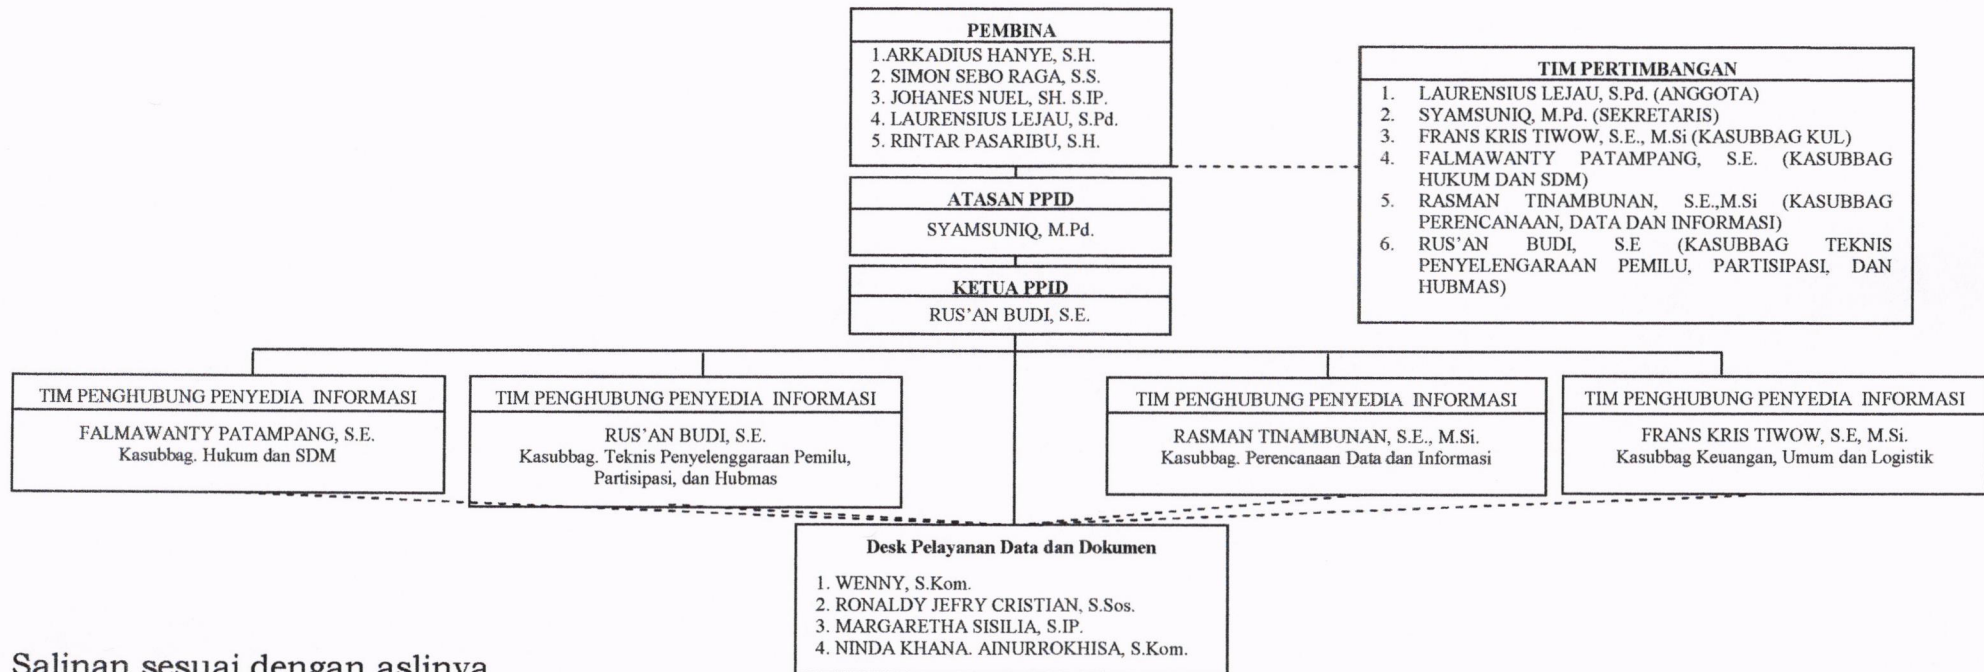 PEMBINA
1.ARKADIUS HANYE, S.H.
2. SIMON SEBO RAGA, S.S.
3. JOHANES NUEL, SH. S.IP.
4. LAURENSIUS LEJAU, S.Pd.
5. RINTAR PASARIBU, S.H.
TIM PERTIMBANGAN
1. LAURENSIUS LEJAU, S.Pd. (ANGGOTA)
2. SYAMSUNIQ, M.Pd. (SEKRETARIS)
3. FRANS KRIS TIWOW, S.E., M.Si (KASUBBAG KUL)
4. FALMAWANTY PATAMPANG, S.E. (KASUBBAG
HUKUM DAN SDM)
5. RASMAN TINAMBUNAN, S.E.,M.Si (KASUBBAG
PERENCANAAN, DATA DAN INFORMASI)
6. RUS'AN BUDI, S.E (KASUBBAG TEKNIS
PENYELENGARAAN PEMILU, PARTISIPASI, DAN
HUBMAS)
ATASAN PPID
SYAMSUNIQ, M.Pd.
KETUA PPID
RUS'AN BUDI, S.E.
TIM PENGHUBUNG PENYEDIA INFORMASI
FALMAWANTY PATAMPANG, S.E.
Kasubbag. Hukum dan SDM
TIM PENGHUBUNG PENYEDIA INFORMASI
RUS'AN BUDI, S.E.
Kasubbag. Teknis Penyelenggaraan Pemilu,
Partisipasi, dan Hubmas
TIM PENGHUBUNG PENYEDIA INFORMASI
RASMAN TINAMBUNAN, S.E., M.Si.
Kasubbag. Perencanaan Data dan Informasi
TIM PENGHUBUNG PENYEDIA INFORMASI
FRANS KRIS TIWOW, S.E, M.Si.
Kasubbag Keuangan, Umum dan Logistik
Desk Pelayanan Data dan Dokumen
1. WENNY, S.Kom.
2. RONALDY JEFRY CRISTIAN, S.Sos.
3. MARGARETHA SISILIA, S.IP.
4. NINDA KHANA. AINURROKHISA, S.Kom.
Salinan sesuai dengan aslinya